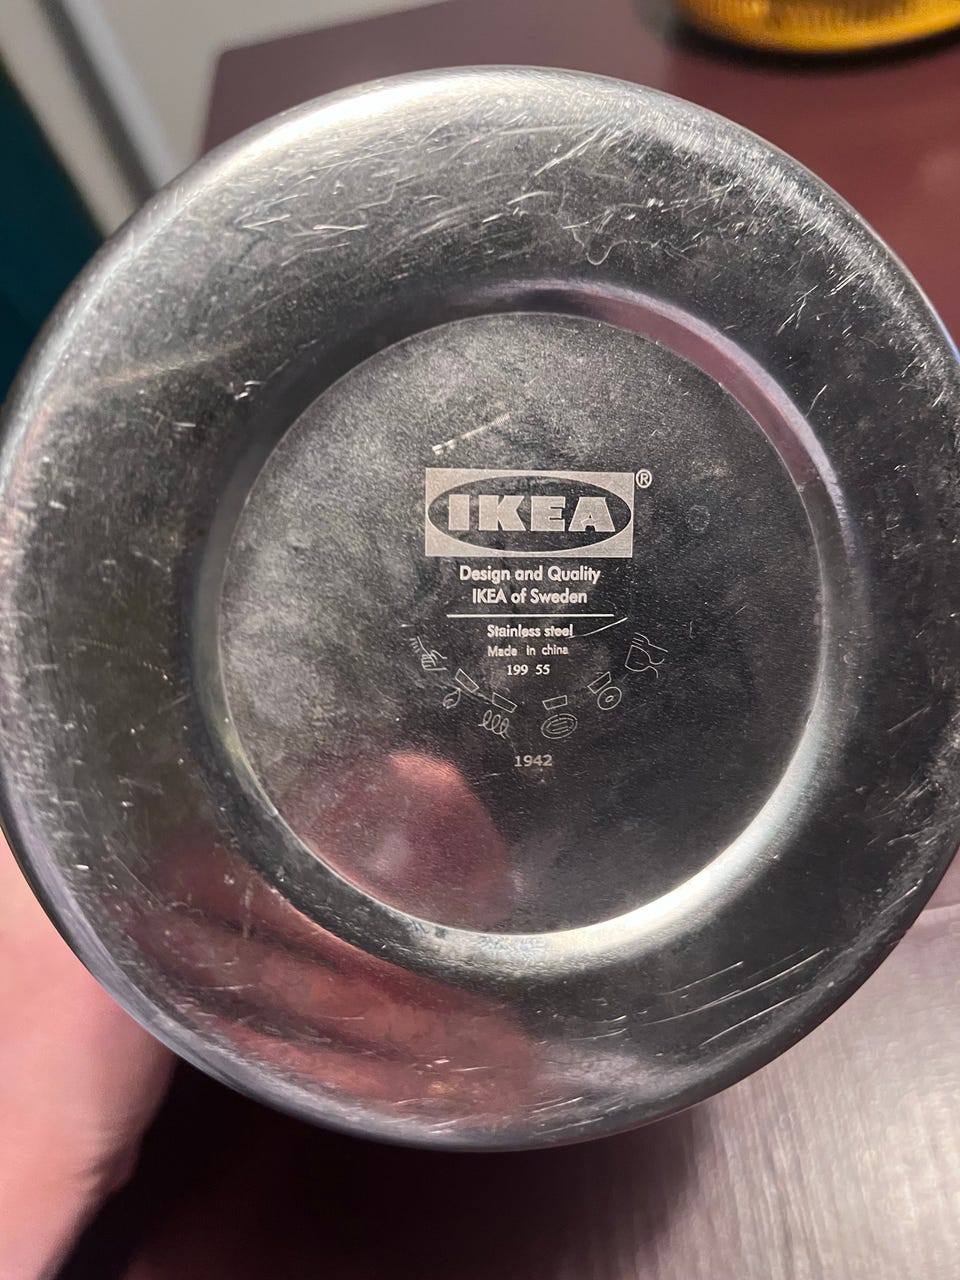 IKEA®
Design and Quality
IKEA of Sweden
Stainless steel
Made in china
199 55
1942